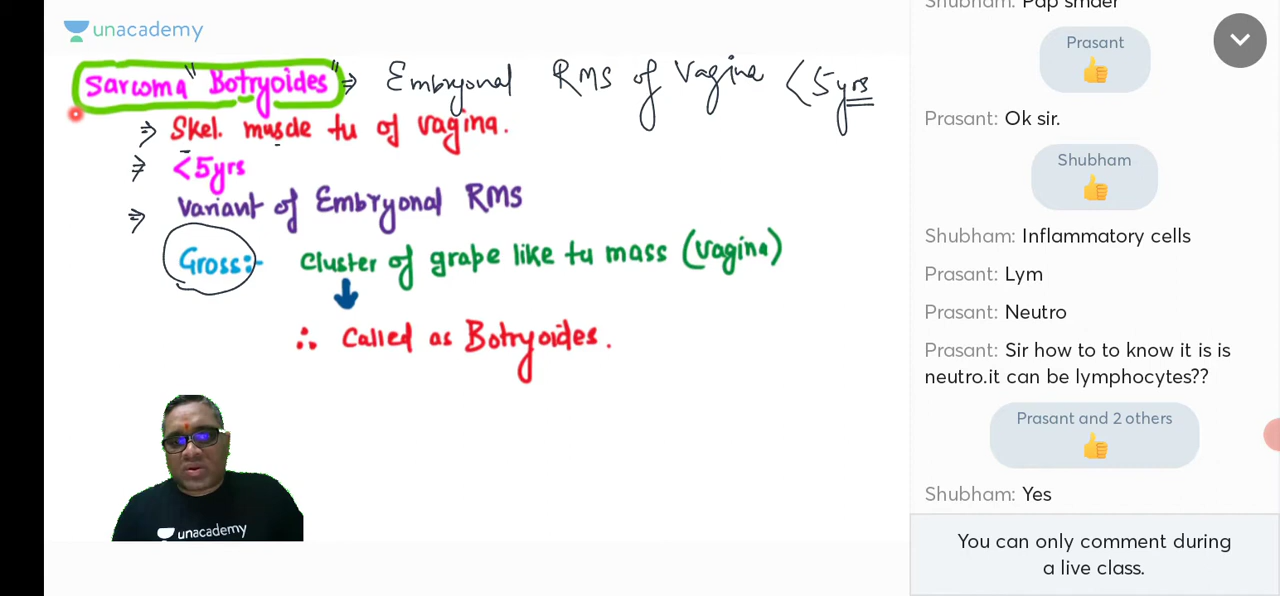 unacademy
Sarcoma "Botryoides" ⇒ Embryonal RMS of Vagina <5yrs
⇒ Skel. muscle tu of vagina.
⇒ <5yrs
⇒ Variant of Embryonal RMS
Gross:- cluster of grape like tu mass (vagina)
↓
∴ Called as Botryoides.
unacademy
Shubham: Pap smaer
Prasant
👍
Prasant: Ok sir.
Shubham
👍
Shubham: Inflammatory cells
Prasant: Lym
Prasant: Neutro
Prasant: Sir how to to know it is is
neutro.it can be lymphocytes??
Prasant and 2 others
👍
Shubham: Yes
You can only comment during
a live class.